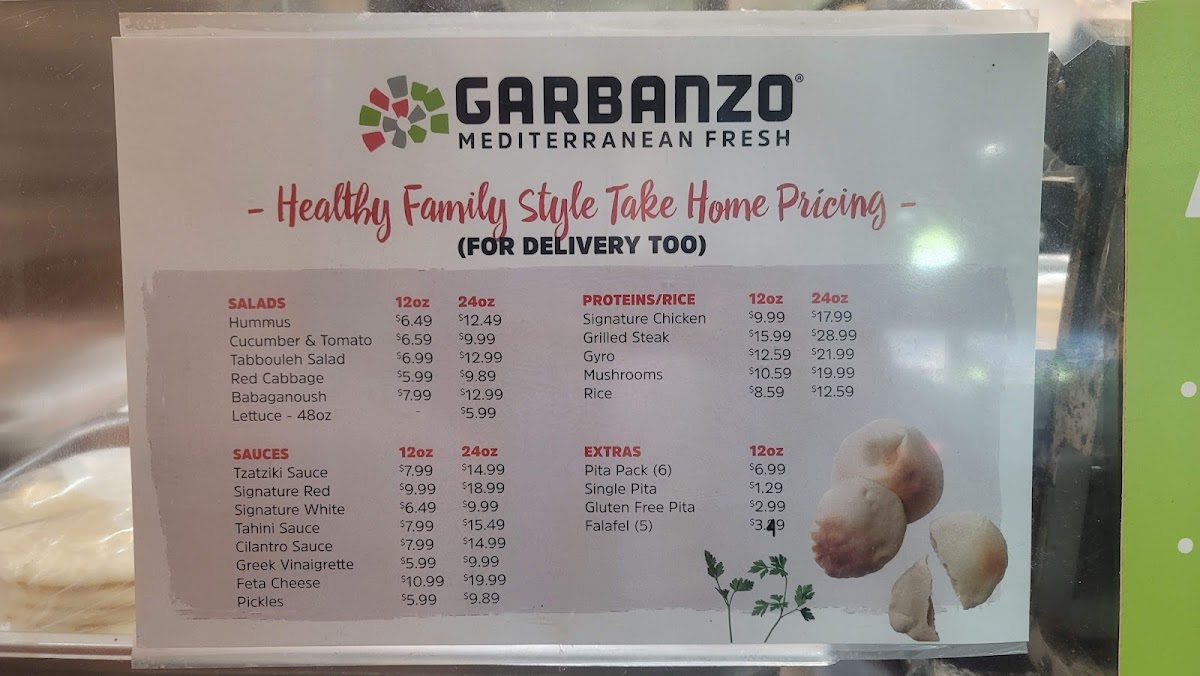 GARBANZO®
MEDITERRANEAN FRESH
- Healthy Family Style Take Home Pricing -
(FOR DELIVERY TOO)
SALADS 12oz 24oz
Hummus $6.49 $12.49
Cucumber & Tomato $6.59 $9.99
Tabbouleh Salad $6.99 $12.99
Red Cabbage $5.99 $9.89
Babaganoush $7.99 $12.99
Lettuce - 48oz - $5.99
SAUCES 12oz 24oz
Tzatziki Sauce $7.99 $14.99
Signature Red $9.99 $18.99
Signature White $6.49 $9.99
Tahini Sauce $7.99 $15.49
Cilantro Sauce $7.99 $14.99
Greek Vinaigrette $5.99 $9.99
Feta Cheese $10.99 $19.99
Pickles $5.99 $9.89
PROTEINS/RICE 12oz 24oz
Signature Chicken $9.99 $17.99
Grilled Steak $15.99 $28.99
Gyro $12.59 $21.99
Mushrooms $10.59 $19.99
Rice $8.59 $12.59
EXTRAS 12oz
Pita Pack (6) $6.99
Single Pita $1.29
Gluten Free Pita $2.99
Falafel (5)